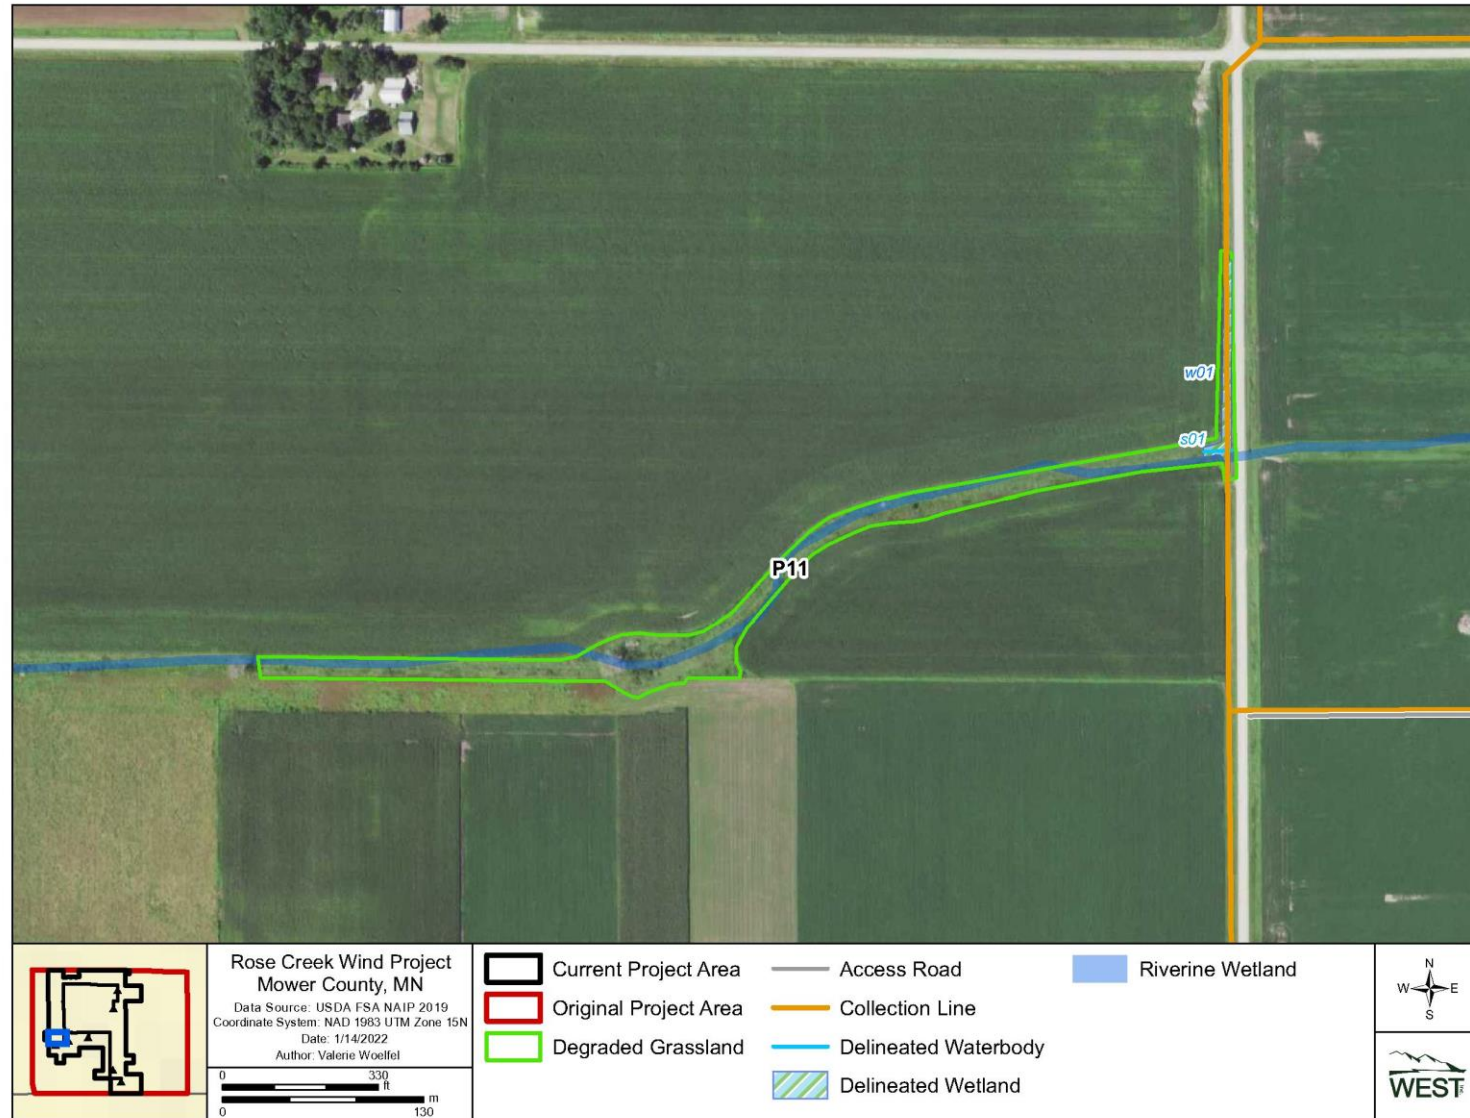 w01
s01
P11
Rose Creek Wind Project
Mower County, MN
Data Source: USDA FSA NAIP 2019
Coordinate System: NAD 1983 UTM Zone 15N
Date: 1/14/2022
Author: Valerie Woelfel
0 330
ft
m
0 130
Current Project Area
Original Project Area
Degraded Grassland
Access Road
Collection Line
Delineated Waterbody
Delineated Wetland
Riverine Wetland
N
W E
S
WEST